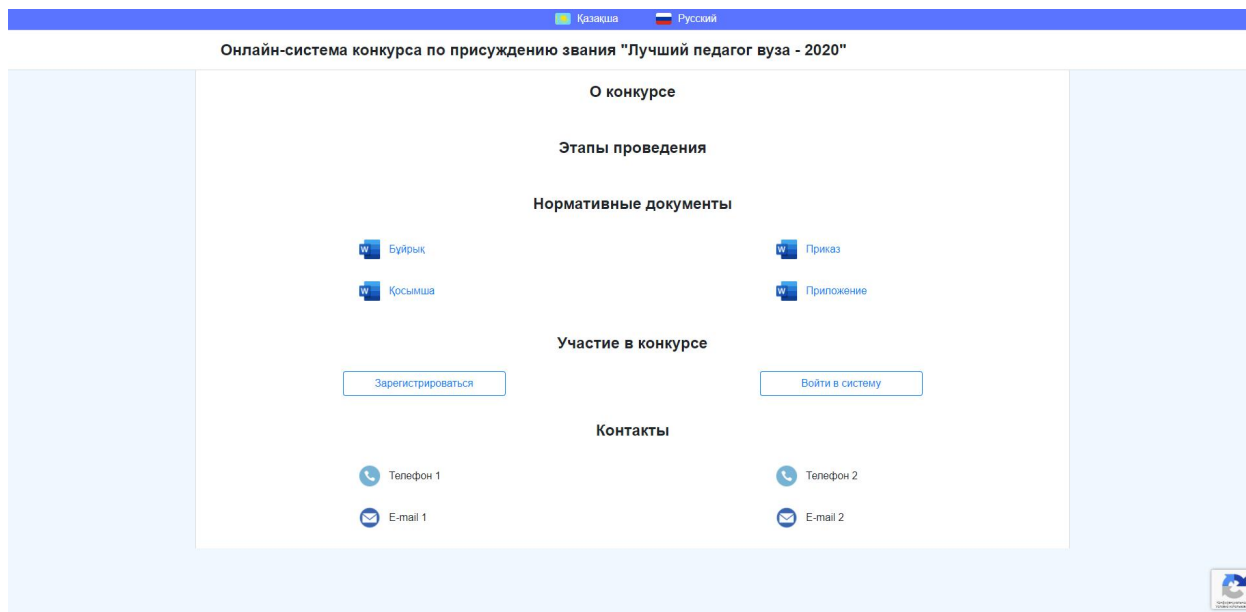 Қазақша Русский
Онлайн-система конкурса по присуждению звания "Лучший педагог вуза - 2020"
О конкурсе
Этапы проведения
Нормативные документы
Бұйрық Приказ
Қосымша Приложение
Участие в конкурсе
Зарегистрироваться Войти в систему
Контакты
Телефон 1 Телефон 2
E-mail 1 E-mail 2